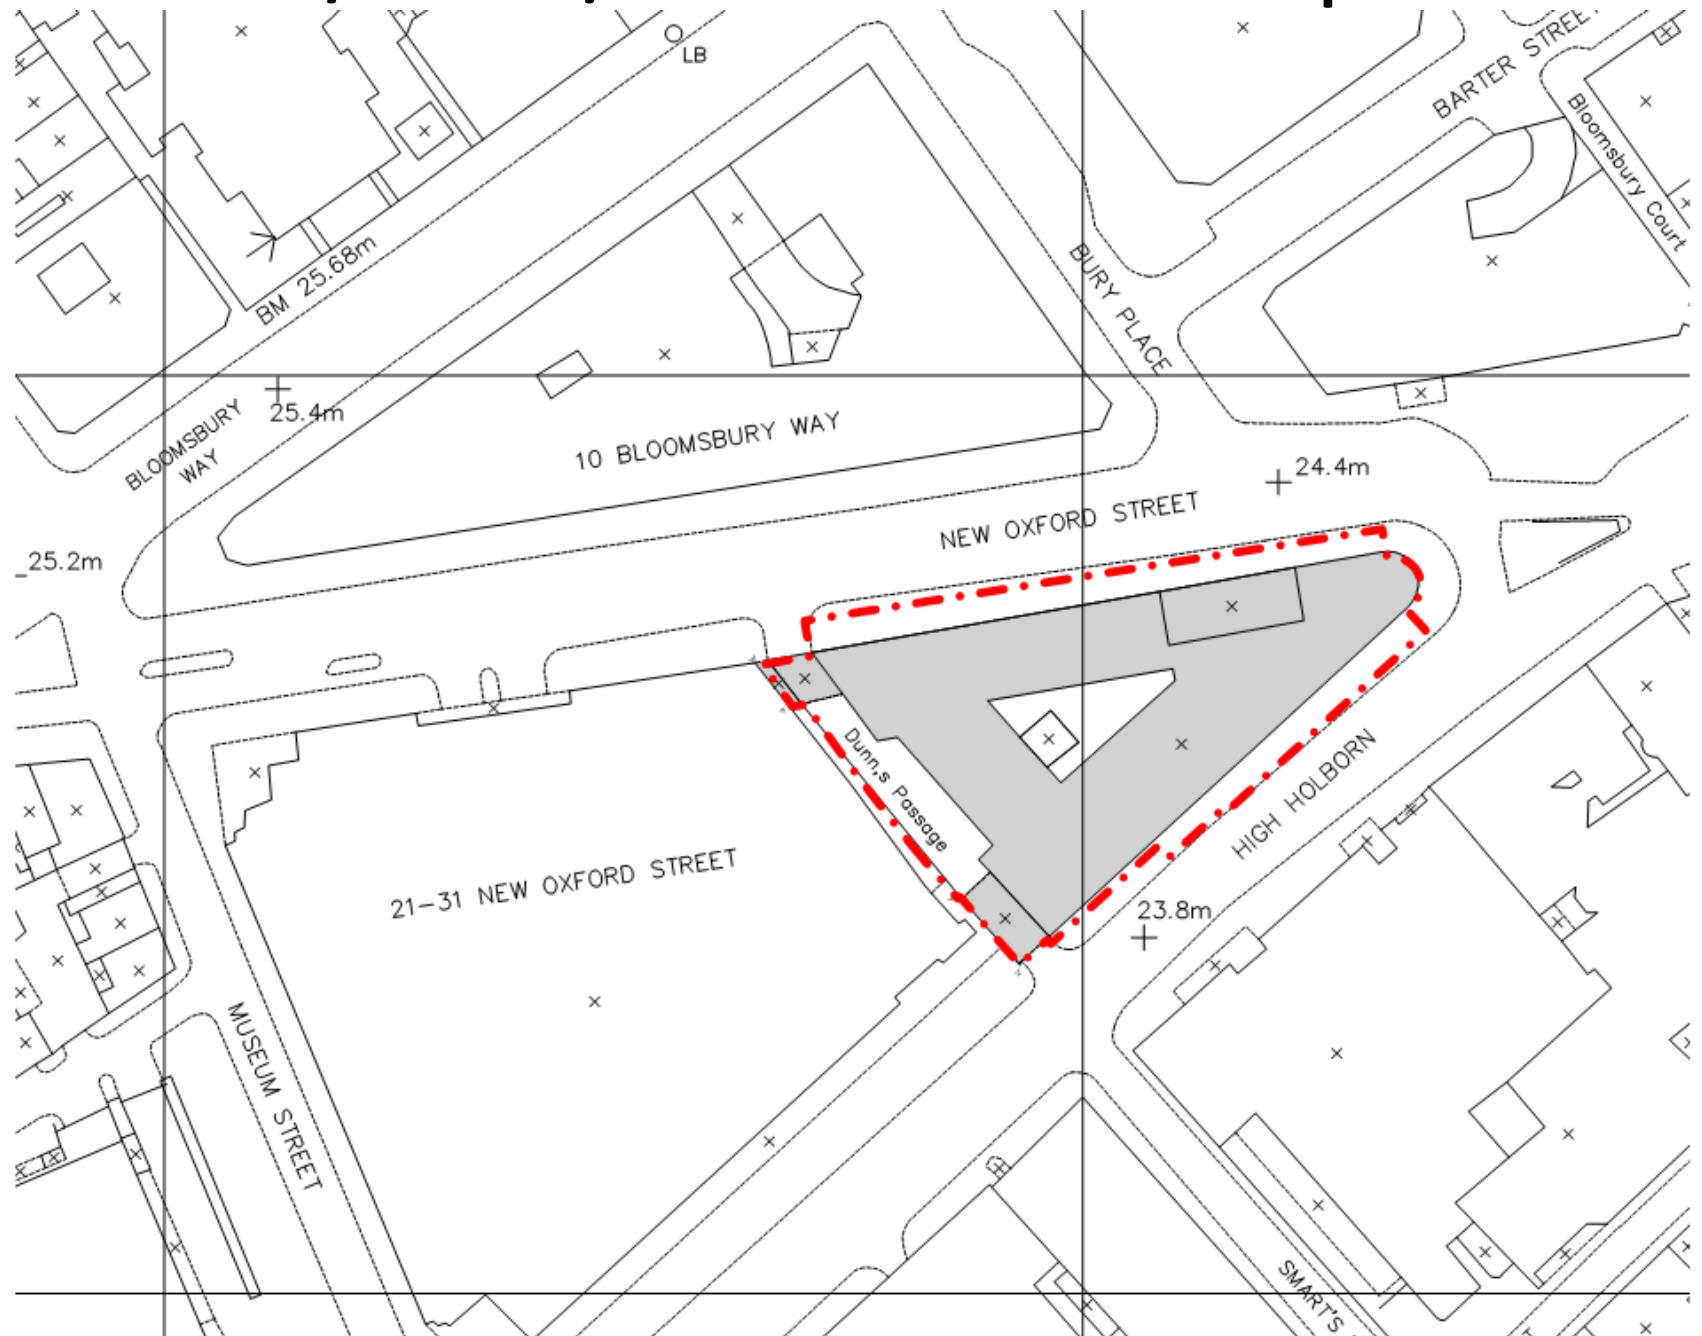 LB
BARTER STREET
Bloomsbury Court
BM 25.68m
BURY PLACE
25.4m
BLOOMSBURY
WAY
10 BLOOMSBURY WAY
24.4m
NEW OXFORD STREET
25.2m
Dunn,s Passage
HIGH HOLBORN
21-31 NEW OXFORD STREET
23.8m
MUSEUM STREET
SMART'S